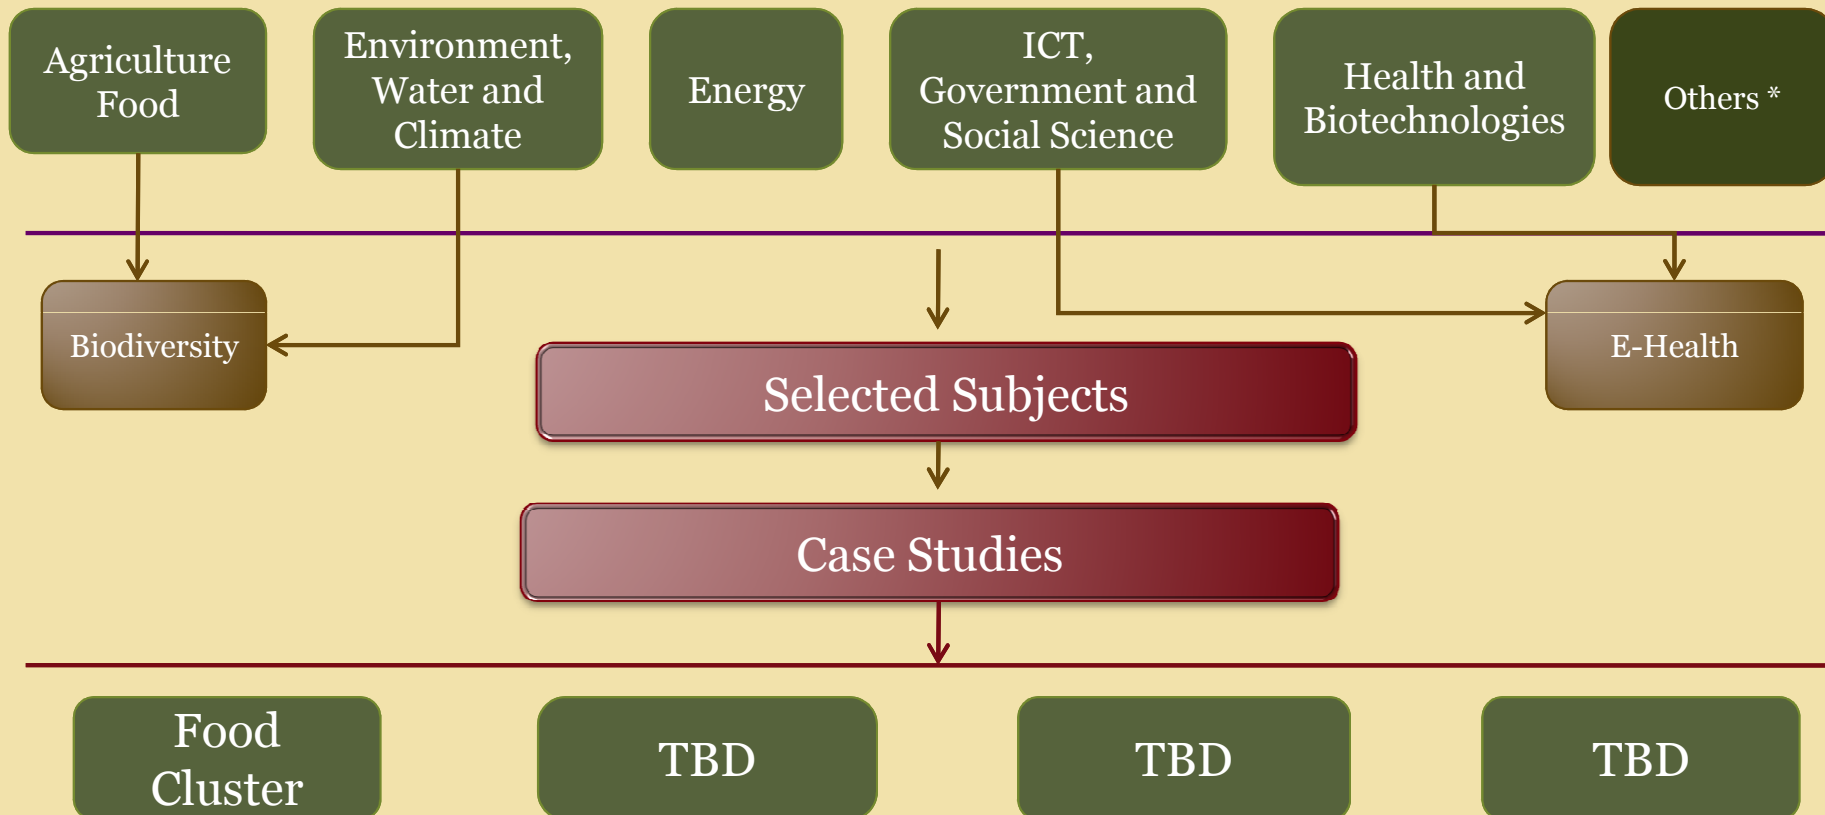 Agriculture
Food
Environment,
Water and
Climate
Energy
ICT,
Government and
Social Science
Health and
Biotechnologies
Others *
Biodiversity
E-Health
Selected Subjects
Case Studies
Food
Cluster
TBD
TBD
TBD